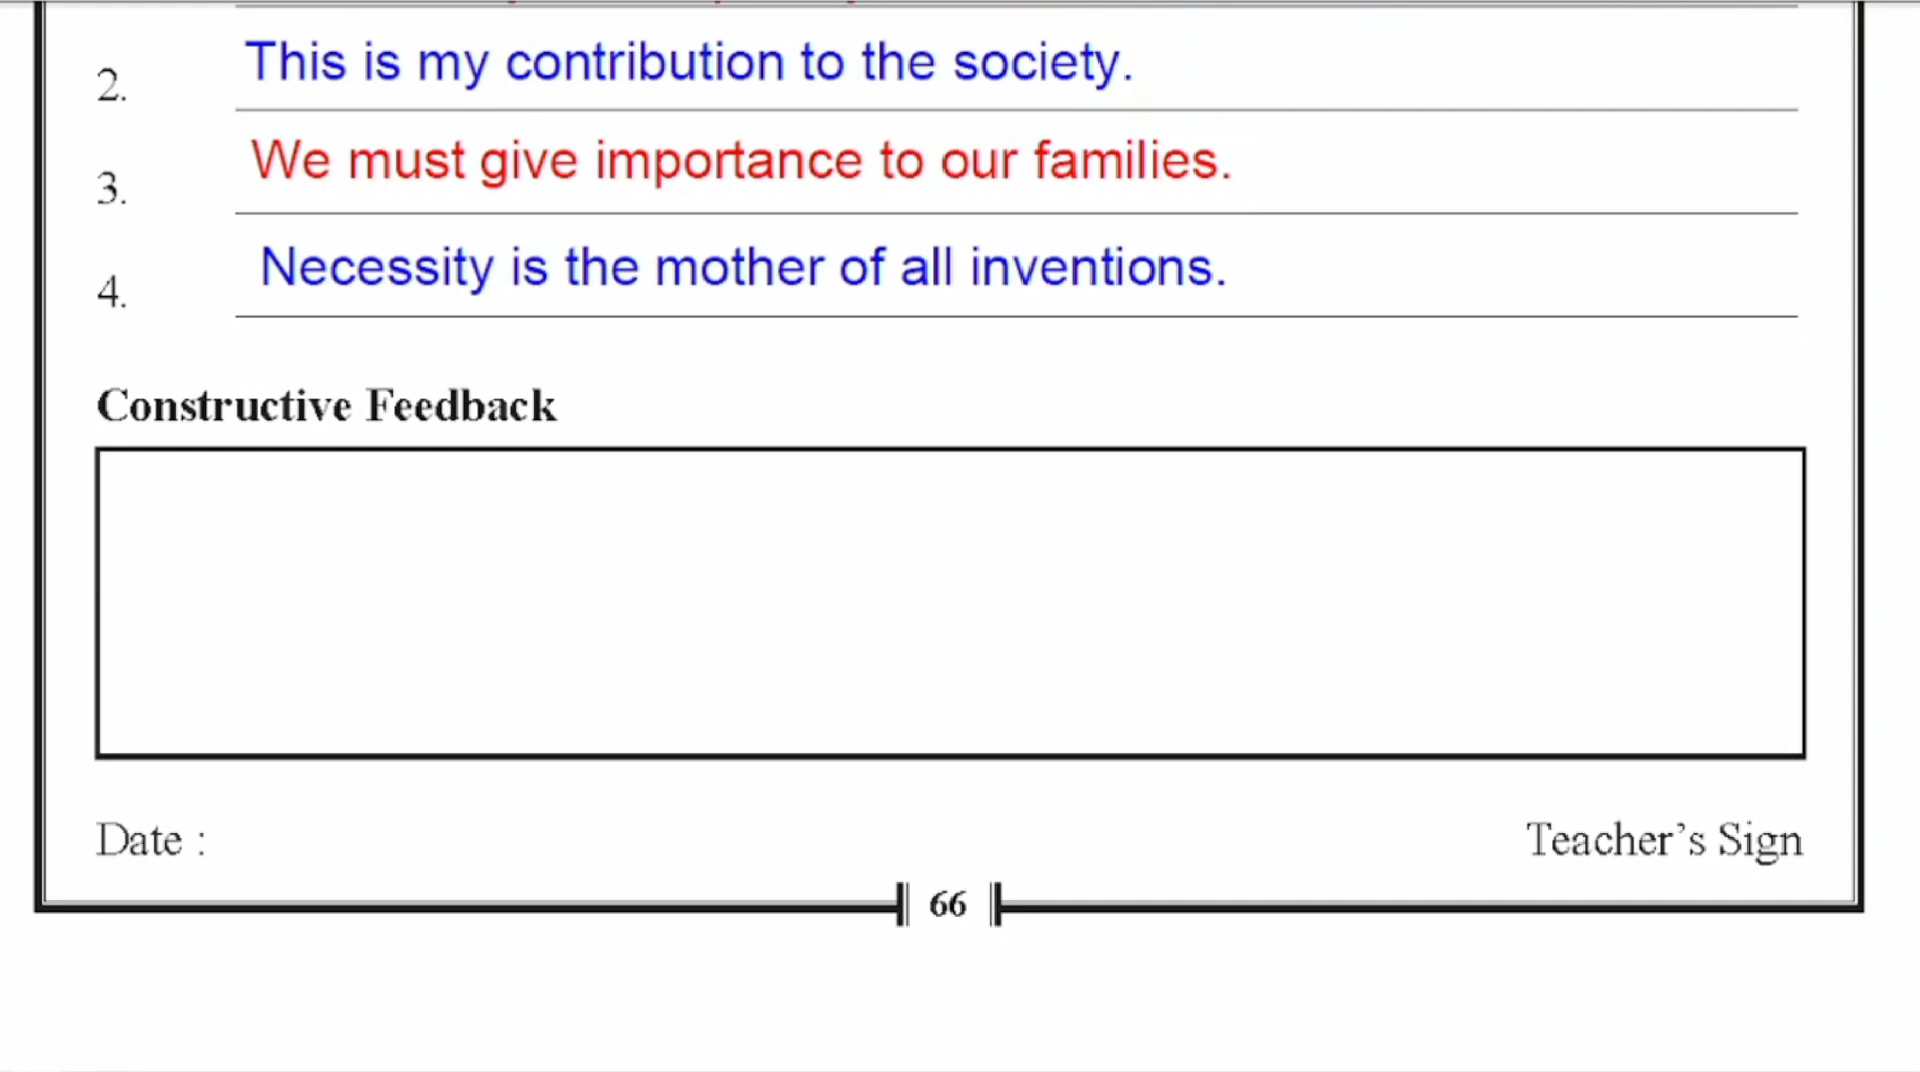 2. This is my contribution to the society.
3. We must give importance to our families.
4. Necessity is the mother of all inventions.
Constructive Feedback
Date : Teacher's Sign
66